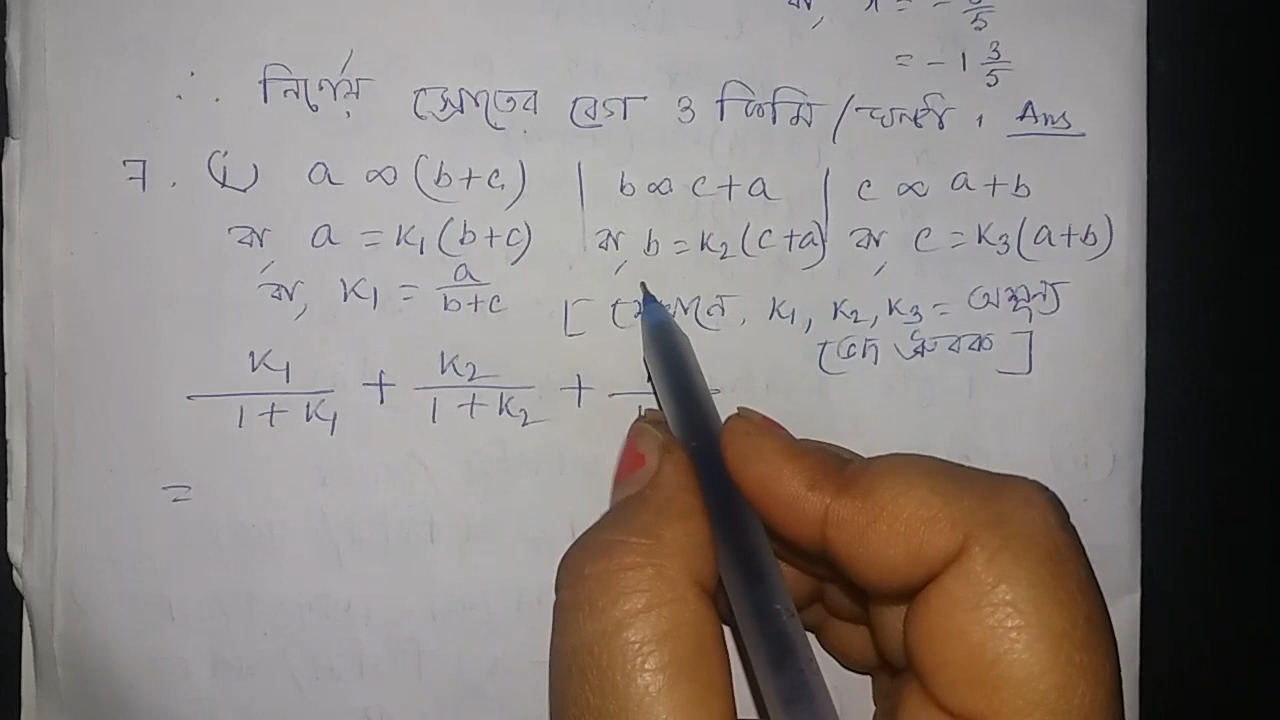 = - 1 3/5
∴ নির্ণেয় স্রোতের বেগ ৩ কিমি/ঘন্টা। Ans
7. (i) a ∝ (b+c) | b ∝ c+a | c ∝ a+b
বা, a = K₁(b+c) | বা, b = K₂(c+a) বা, c = K₃(a+b)
বা, K₁ = a/(b+c) [ K₁, K₂, K₃ = অশূন্য
ভেদ ধ্রুবক ]
K₁/(1+K₁) + K₂/(1+K₂) +
=